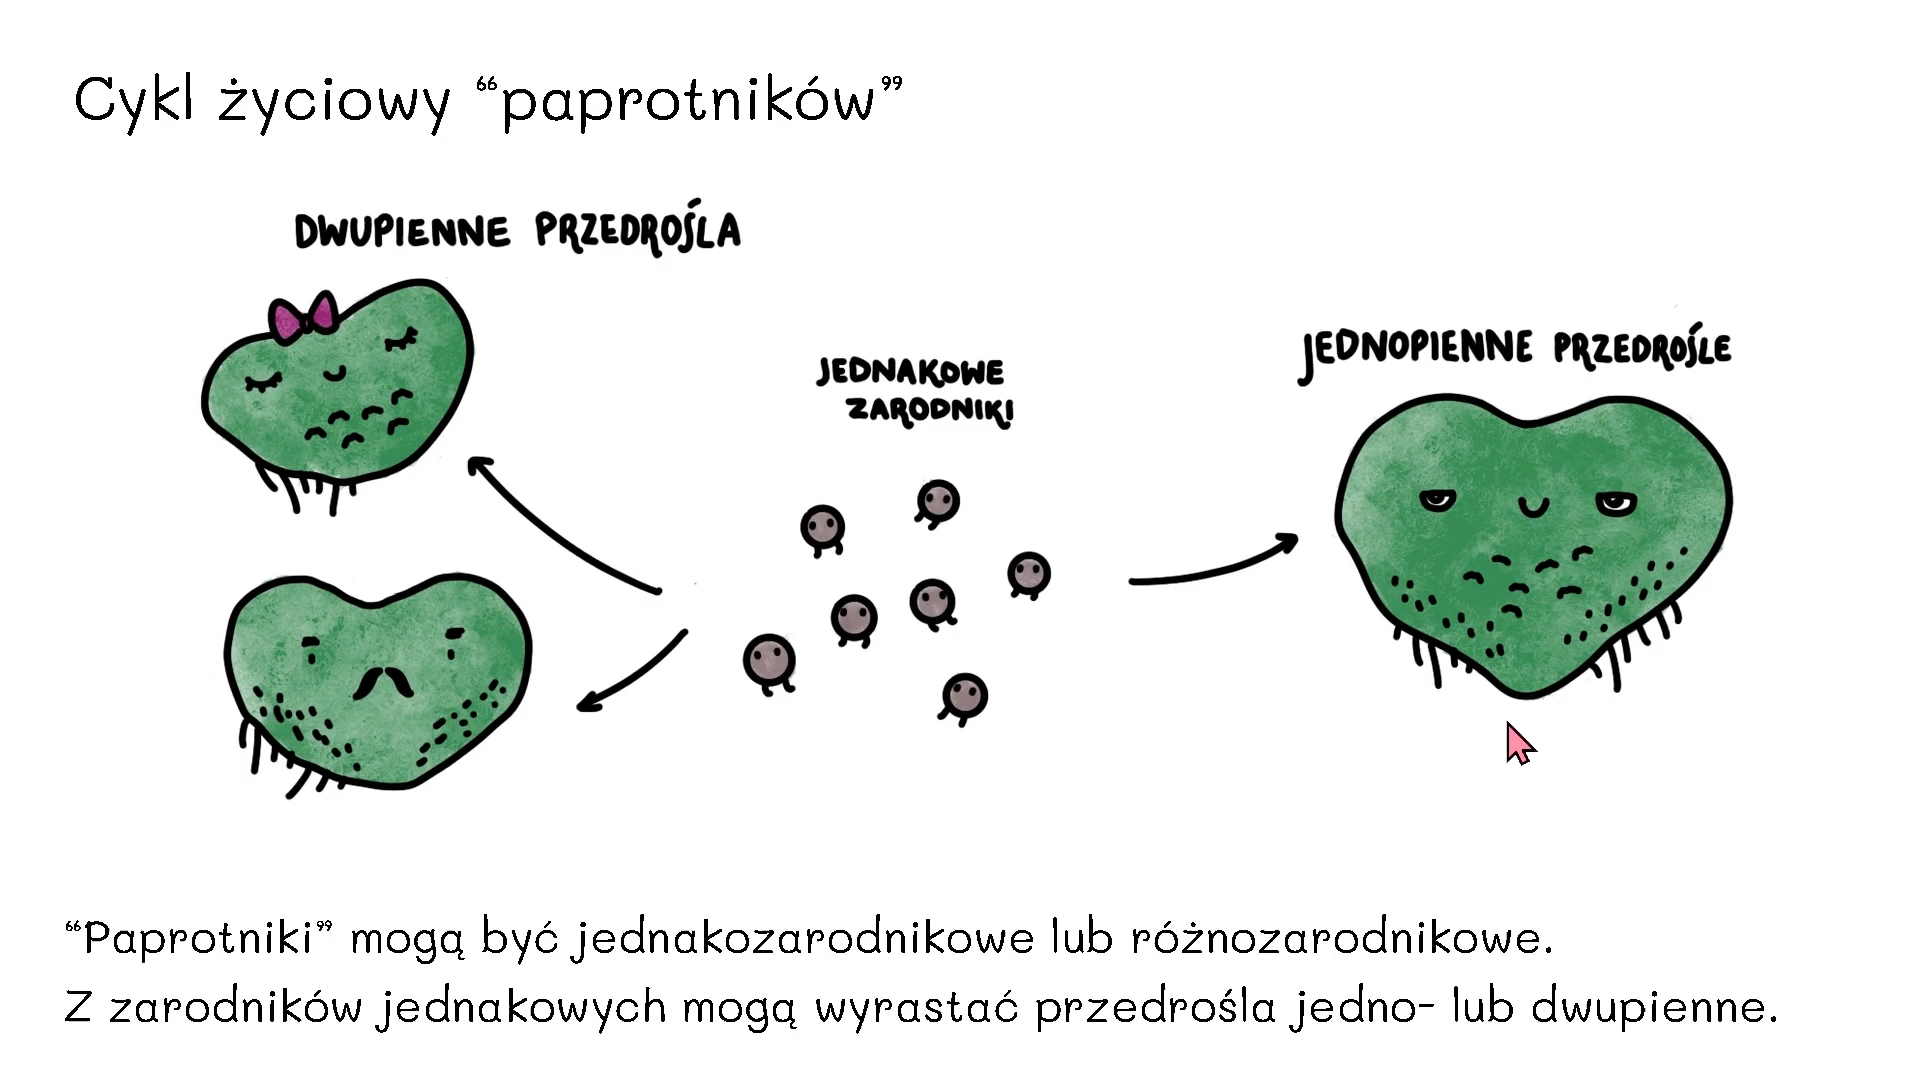 Cykl życiowy “paprotników”
DWUPIENNE PRZEDROŚLA
JEDNAKOWE
ZARODNIKI
JEDNOPIENNE PRZEDROŚLE
“Paprotniki” mogą być jednakozarodnikowe lub różnozarodnikowe.
Z zarodników jednakowych mogą wyrastać przedrośla jedno- lub dwupienne.